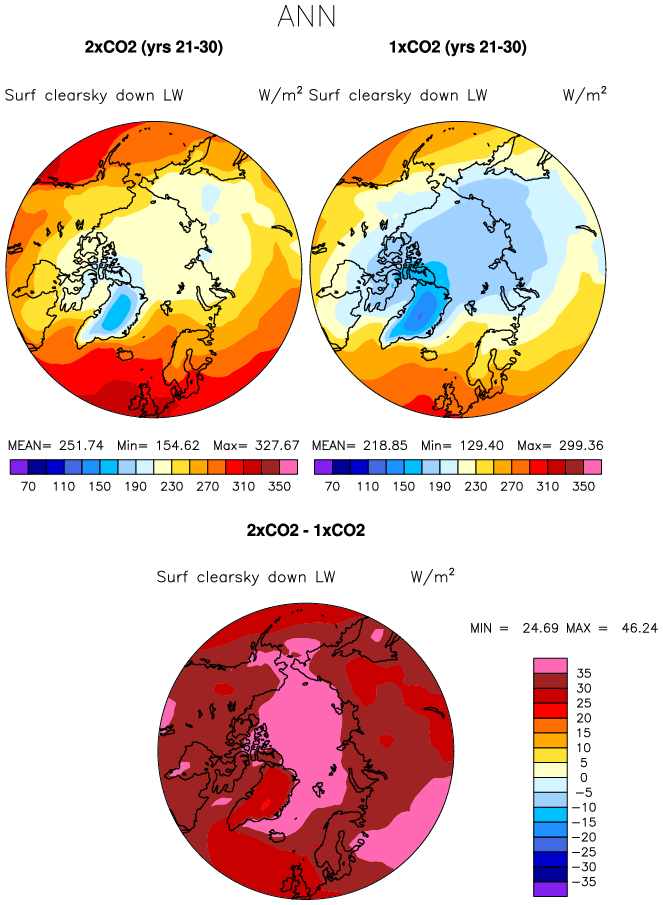 ANN
2xCO2 (yrs 21-30) 1xCO2 (yrs 21-30)
Surf clearsky down LW W/m² Surf clearsky down LW W/m²
MEAN= 251.74 Min= 154.62 Max= 327.67 MEAN= 218.85 Min= 129.40 Max= 299.36
70 110 150 190 230 270 310 350 70 110 150 190 230 270 310 350
2xCO2 - 1xCO2
Surf clearsky down LW W/m²
MIN = 24.69 MAX = 46.24
35
30
25
20
15
10
5
0
−5
−10
−15
−20
−25
−30
−35